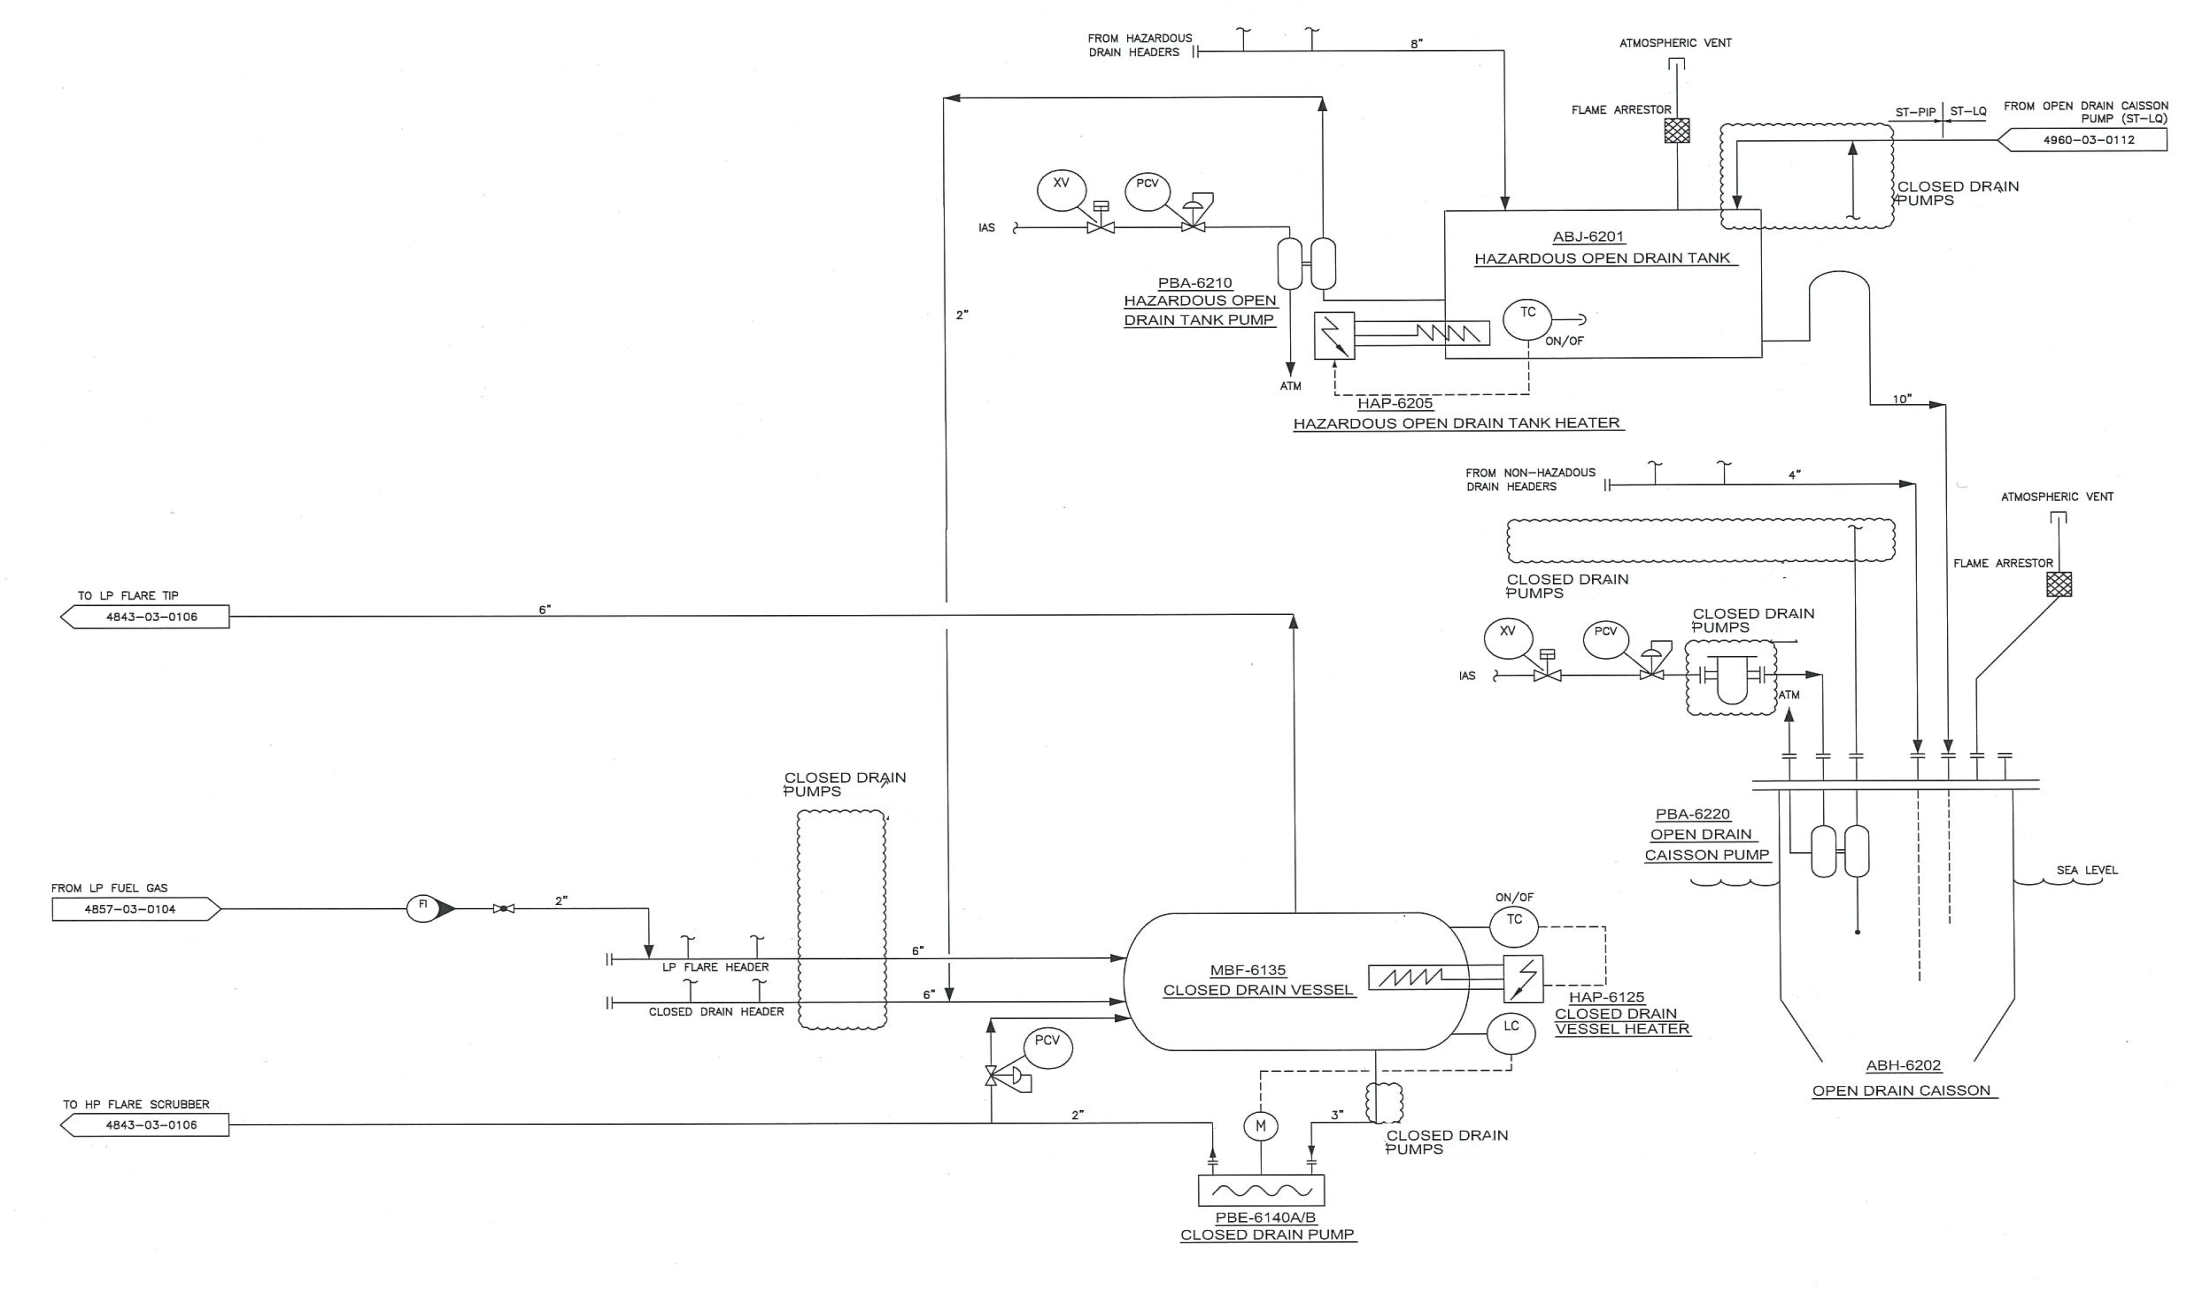 FROM HAZARDOUS
DRAIN HEADERS
8"
ATMOSPHERIC VENT
FLAME ARRESTOR
ST-PIP
ST-LQ
FROM OPEN DRAIN CAISSON
PUMP (ST-LQ)
4960-03-0112
CLOSED DRAIN
PUMPS
XV
PCV
IAS
ABJ-6201
HAZARDOUS OPEN DRAIN TANK
PBA-6210
HAZARDOUS OPEN
DRAIN TANK PUMP
2"
TC
ON/OF
ATM
HAP-6205
HAZARDOUS OPEN DRAIN TANK HEATER
10"
FROM NON-HAZADOUS
DRAIN HEADERS
4"
ATMOSPHERIC VENT
FLAME ARRESTOR
CLOSED DRAIN
PUMPS
TO LP FLARE TIP
4843-03-0106
6"
CLOSED DRAIN
PUMPS
XV
PCV
IAS
ATM
CLOSED DRAIN
PUMPS
PBA-6220
OPEN DRAIN
CAISSON PUMP
SEA LEVEL
FROM LP FUEL GAS
4857-03-0104
FI
2"
6"
LP FLARE HEADER
6"
CLOSED DRAIN HEADER
MBF-6135
CLOSED DRAIN VESSEL
ON/OF
TC
HAP-6125
CLOSED DRAIN
VESSEL HEATER
LC
PCV
ABH-6202
OPEN DRAIN CAISSON
TO HP FLARE SCRUBBER
4843-03-0106
2"
M
3"
CLOSED DRAIN
PUMPS
PBE-6140A/B
CLOSED DRAIN PUMP